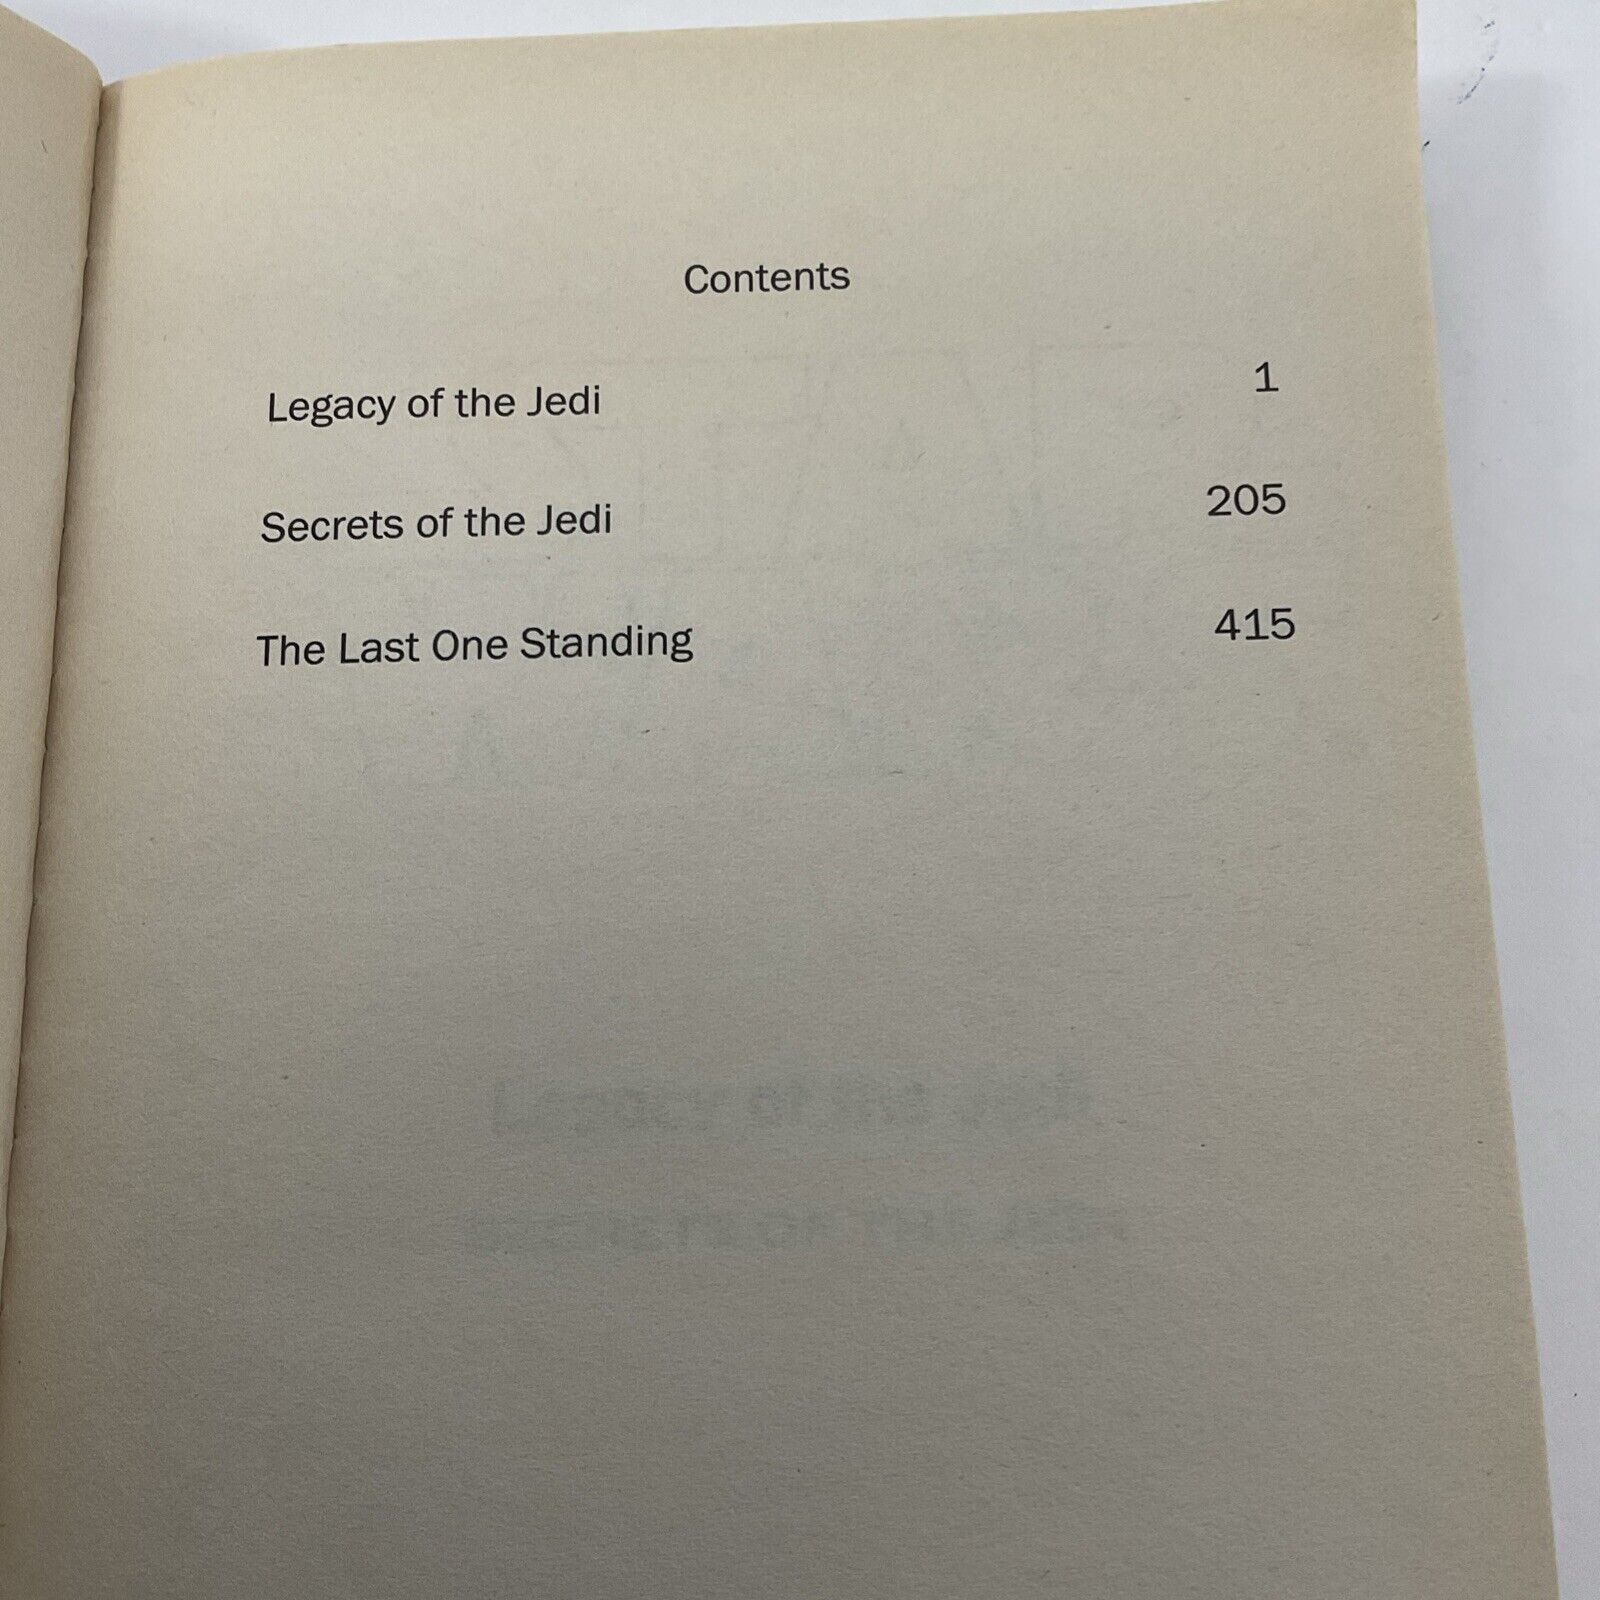 Contents
Legacy of the Jedi 1
Secrets of the Jedi 205
The Last One Standing 415